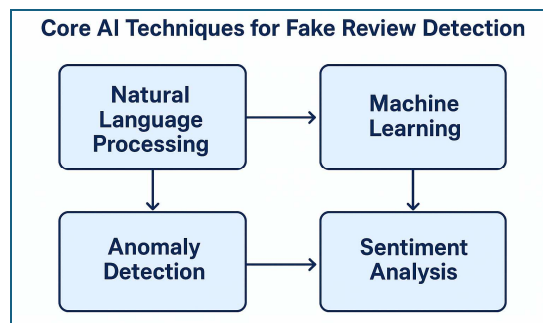 Core AI Techniques for Fake Review Detection
Natural
Language
Processing
Machine
Learning
Anomaly
Detection
Sentiment
Analysis